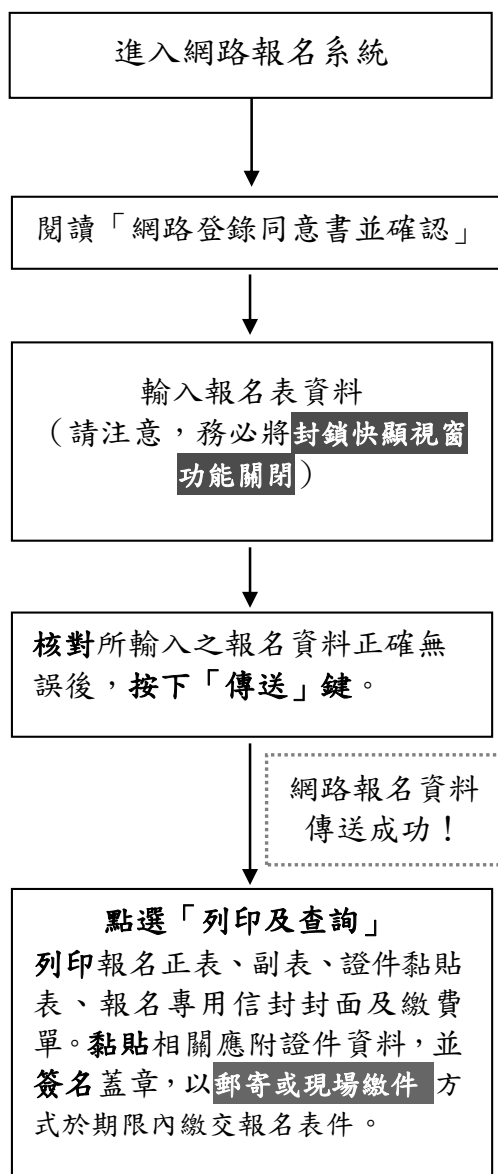 進入網路報名系統
閱讀「網路登錄同意書並確認」
輸入報名表資料
（請注意，務必將封鎖快顯視窗
功能關閉）
核對所輸入之報名資料正確無
誤後，按下「傳送」鍵。
網路報名資料
傳送成功！
點選「列印及查詢」
列印報名正表、副表、證件黏貼
表、報名專用信封封面及繳費
單。黏貼相關應附證件資料，並
簽名蓋章，以郵寄或現場繳件 方
式於期限內繳交報名表件。